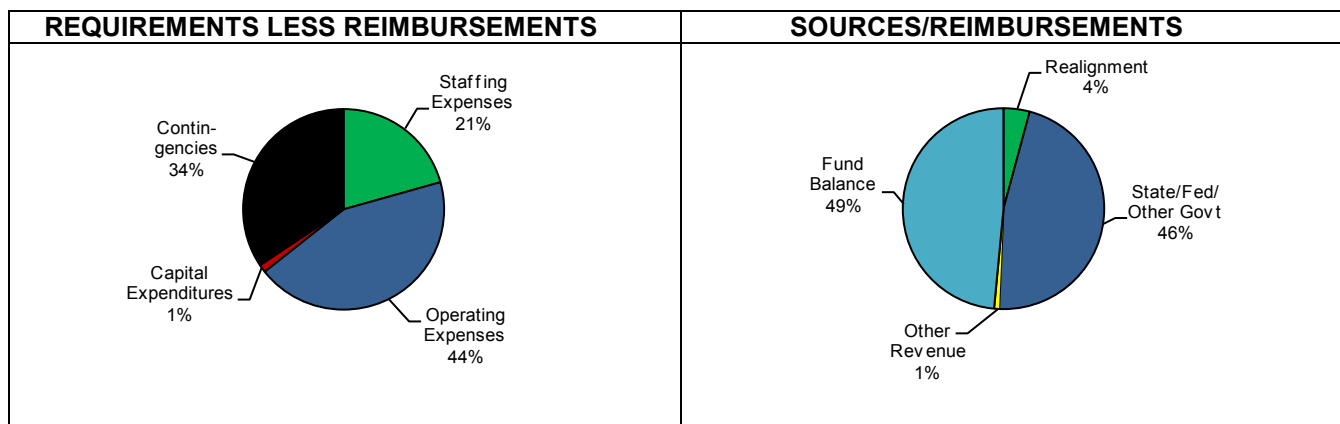 REQUIREMENTS LESS REIMBURSEMENTS
Staffing
Expenses
21%
Contin-
gencies
34%
Capital
Expenditures
1%
Operating
Expenses
44%
SOURCES/REIMBURSEMENTS
Realignment
4%
Fund
Balance
49%
State/Fed/
Other Govt
46%
Other
Revenue
1%